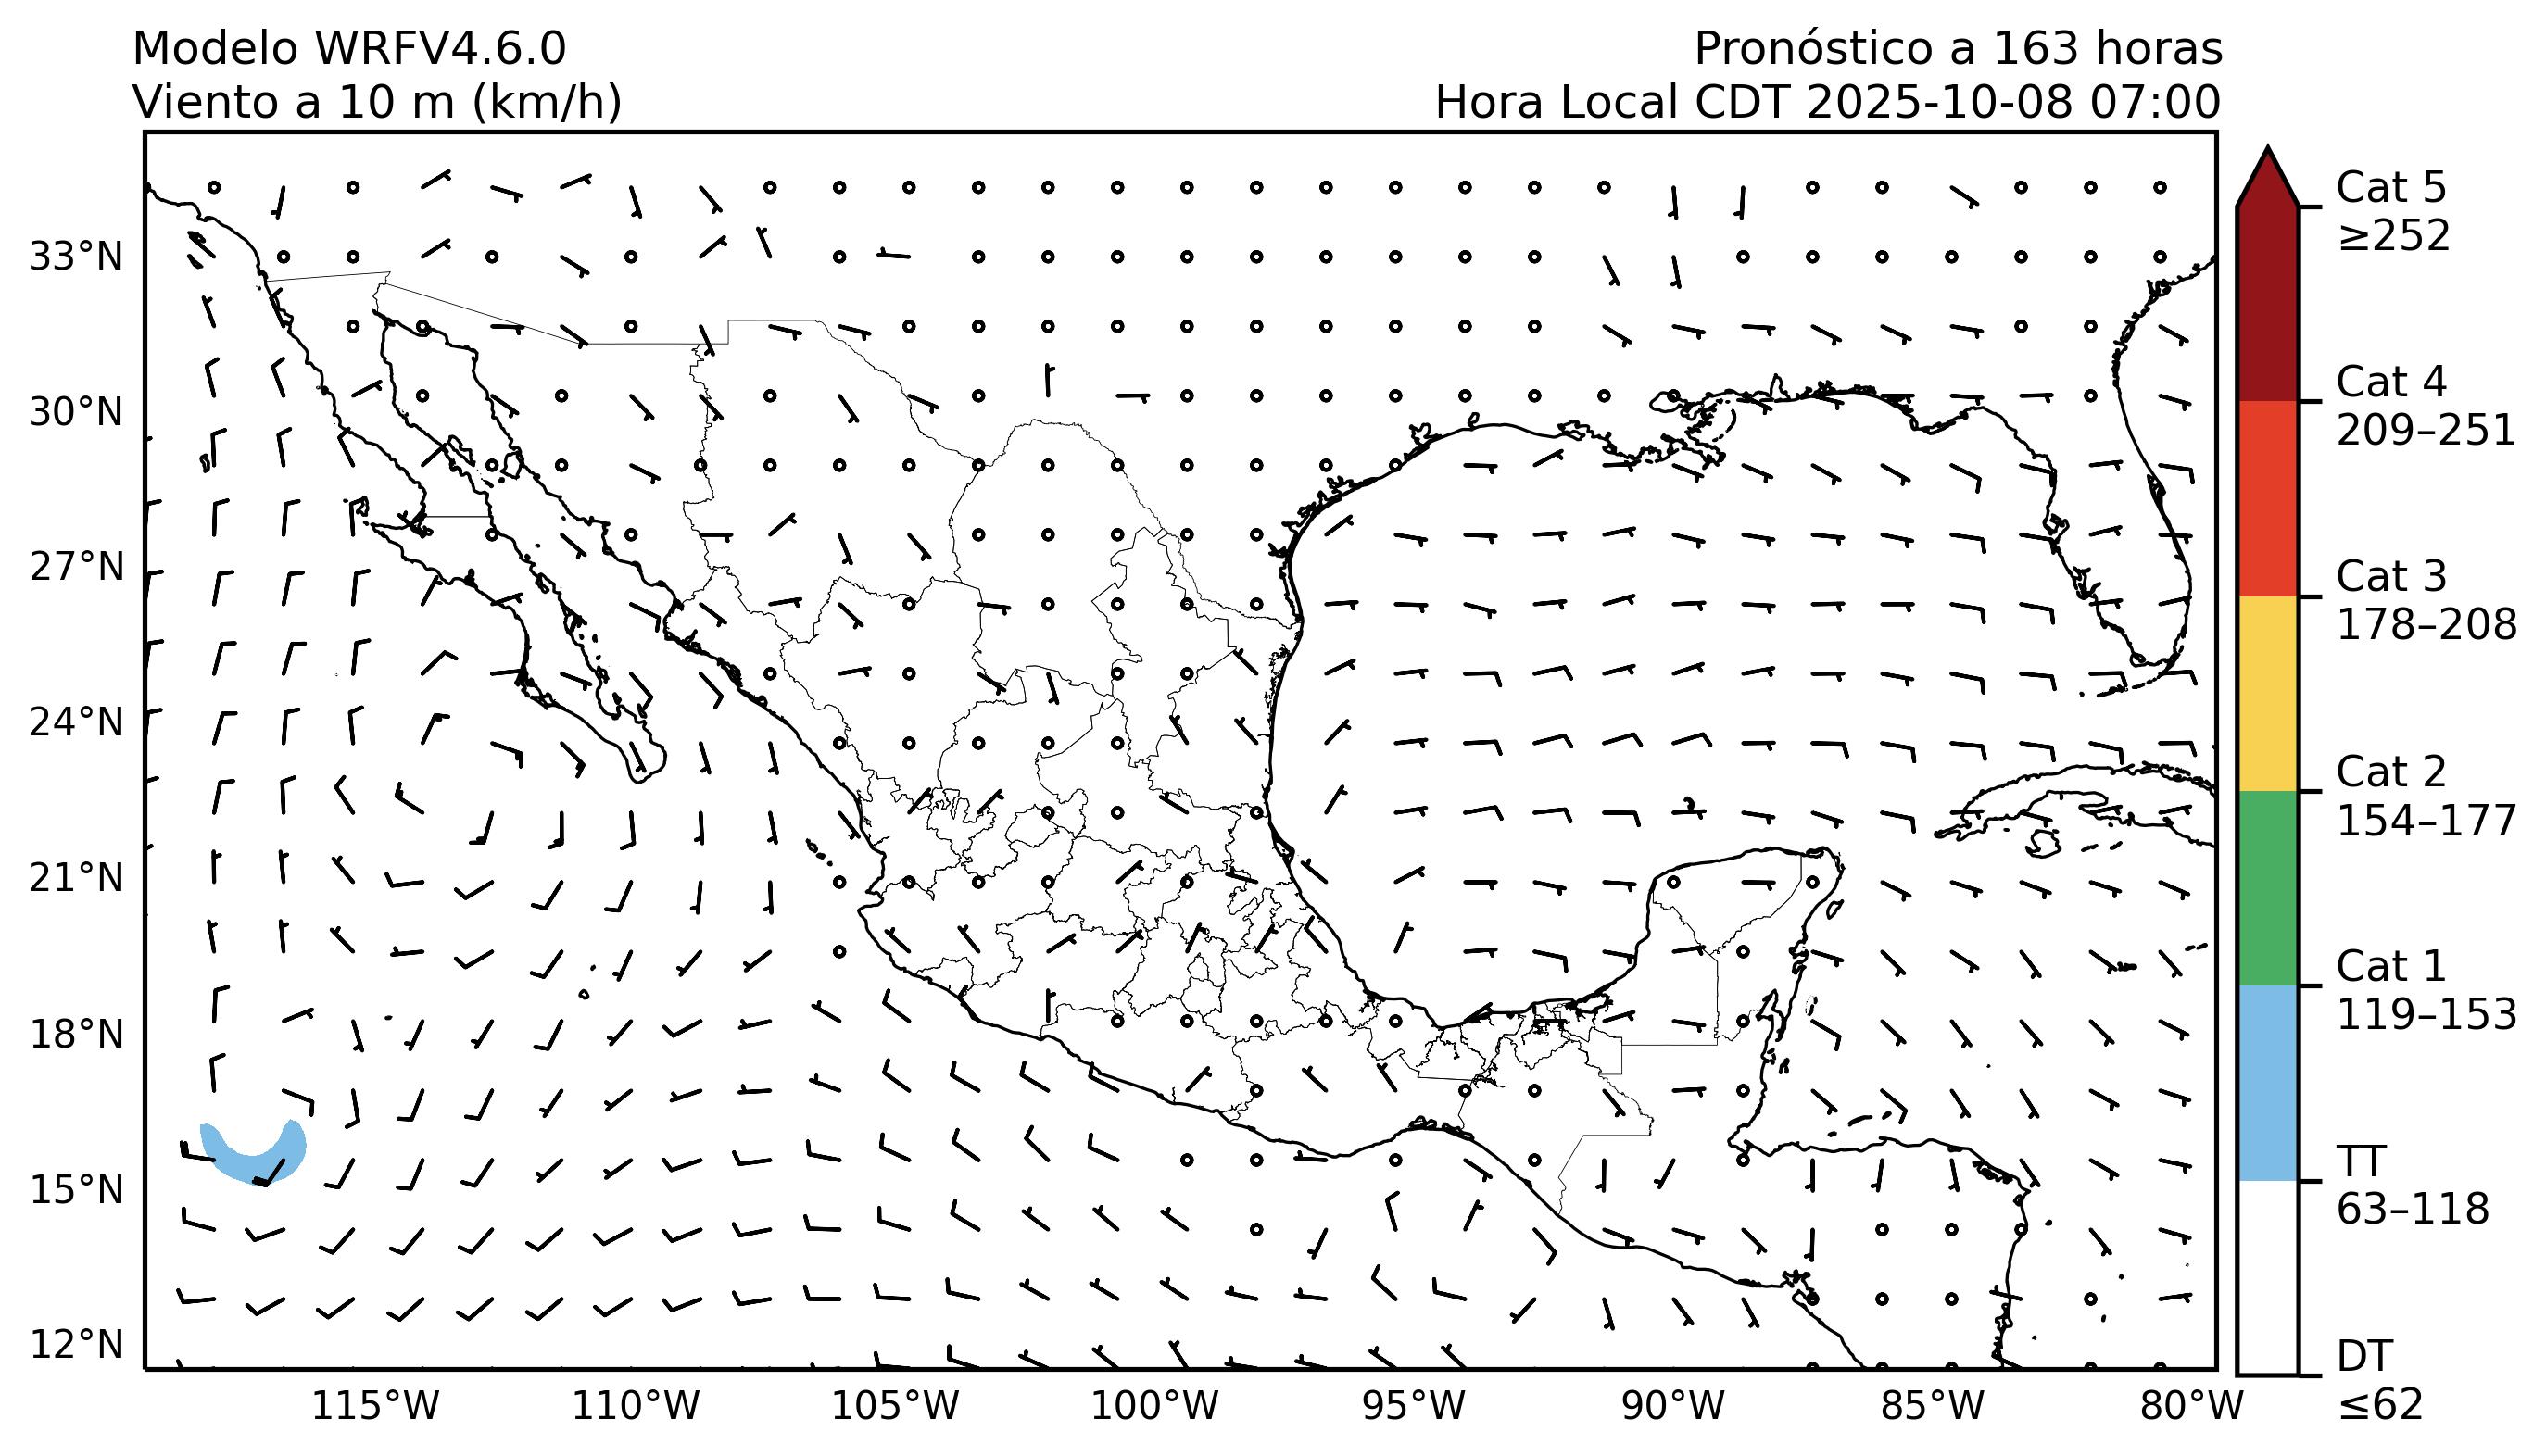 Modelo WRFV4.6.0
Viento a 10 m (km/h)
Pronóstico a 163 horas
Hora Local CDT 2025-10-08 07:00
33°N
30°N
27°N
24°N
21°N
18°N
15°N
12°N
115°W
110°W
105°W
100°W
95°W
90°W
85°W
80°W
Cat 5
≥252
Cat 4
209–251
Cat 3
178–208
Cat 2
154–177
Cat 1
119–153
TT
63–118
DT
≤62